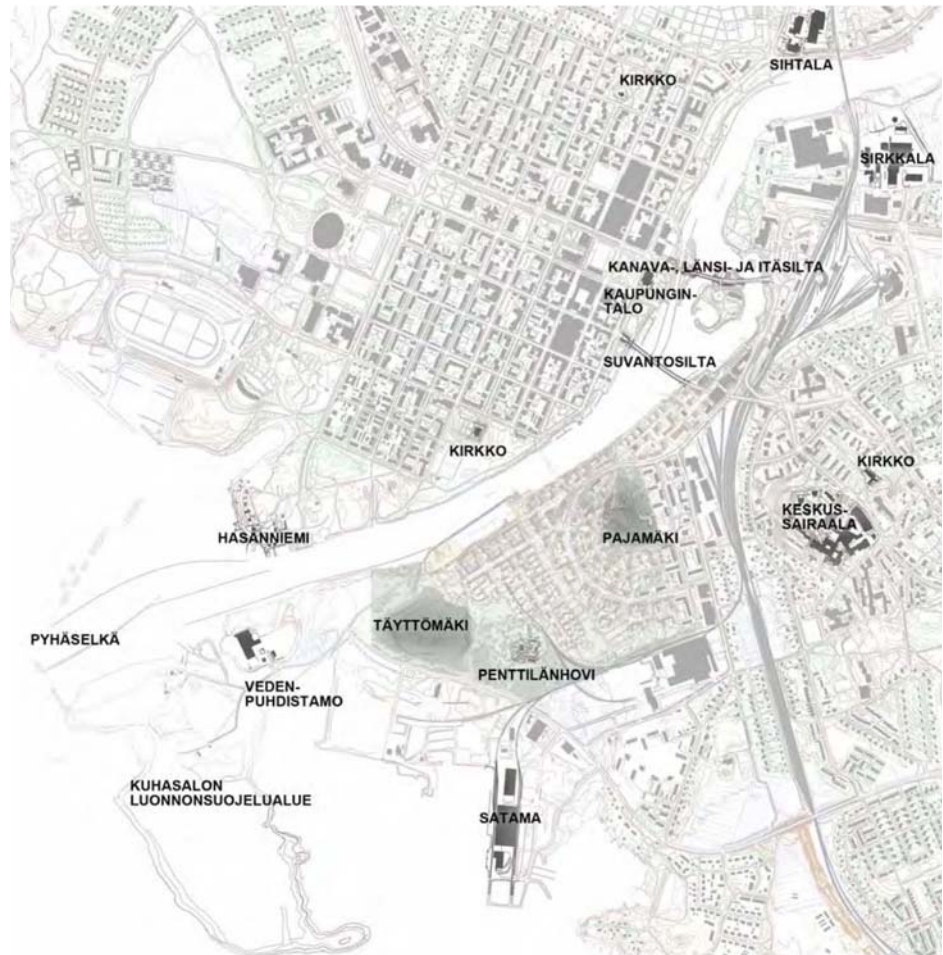 SIHTALA
KIRKKO
SIRKKALA
KANAVA-, LÄNSI- JA ITÄSILTA
KAUPUNGIN-
TALO
SUVANTOSILTA
KIRKKO
KIRKKO
KESKUS-
SAIRAALA
HASANNIEMI
PAJAMÄKI
TÄYTTÖMÄKI
PYHÄSELKÄ
PENTTILÄNHOVI
VEDEN-
PUHDISTAMO
KUHASALON
LUONNONSUOJELUALUE
SATAMA